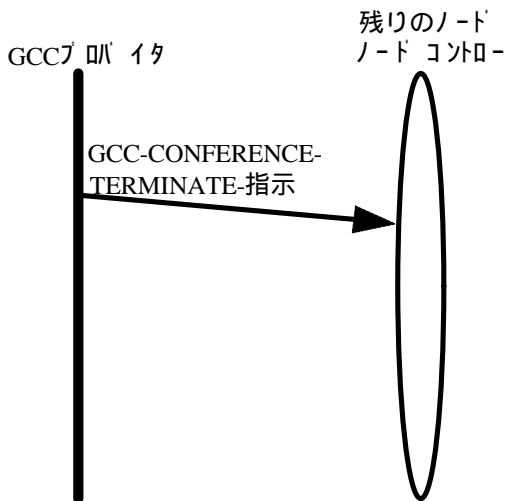 残りのノード
GCCプロバイダ
ノード コントロー
GCC-CONFERENCE-
TERMINATE-指示